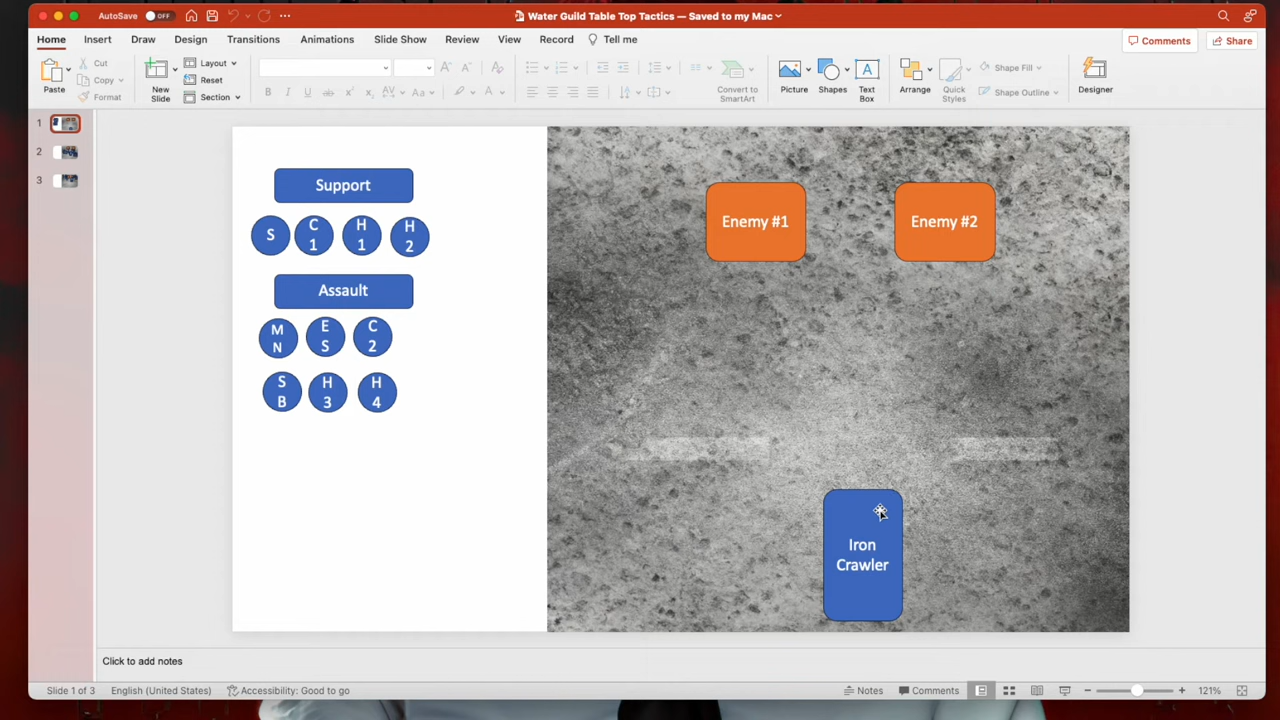 AutoSave OFF
Water Guild Table Top Tactics — Saved to my Mac
Home Insert Draw Design Transitions Animations Slide Show Review View Record Tell me
Comments Share
Paste
Cut
Copy
Format
New
Slide
Layout
Reset
Section
Convert to
SmartArt
Picture
Shapes
Text
Box
Arrange
Quick
Styles
Shape Fill
Shape Outline
Designer
1
2
3
Support
S
C
1
H
1
H
2
Assault
M
N
E
S
C
2
S
B
H
3
H
4
Enemy #1
Enemy #2
Iron
Crawler
Click to add notes
Slide 1 of 3 English (United States) Accessibility: Good to go
Notes Comments 121%